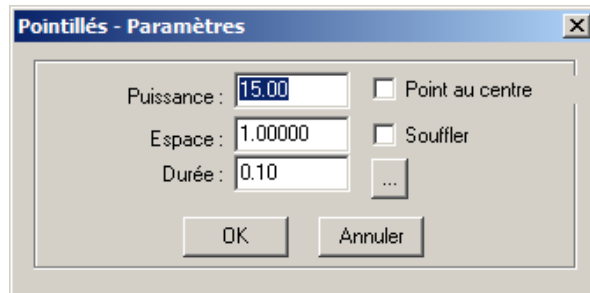 Pointillés - Paramètres
Puissance : 15.00 Point au centre
Espace : 1.00000 Souffler
Durée : 0.10 ...
OK Annuler